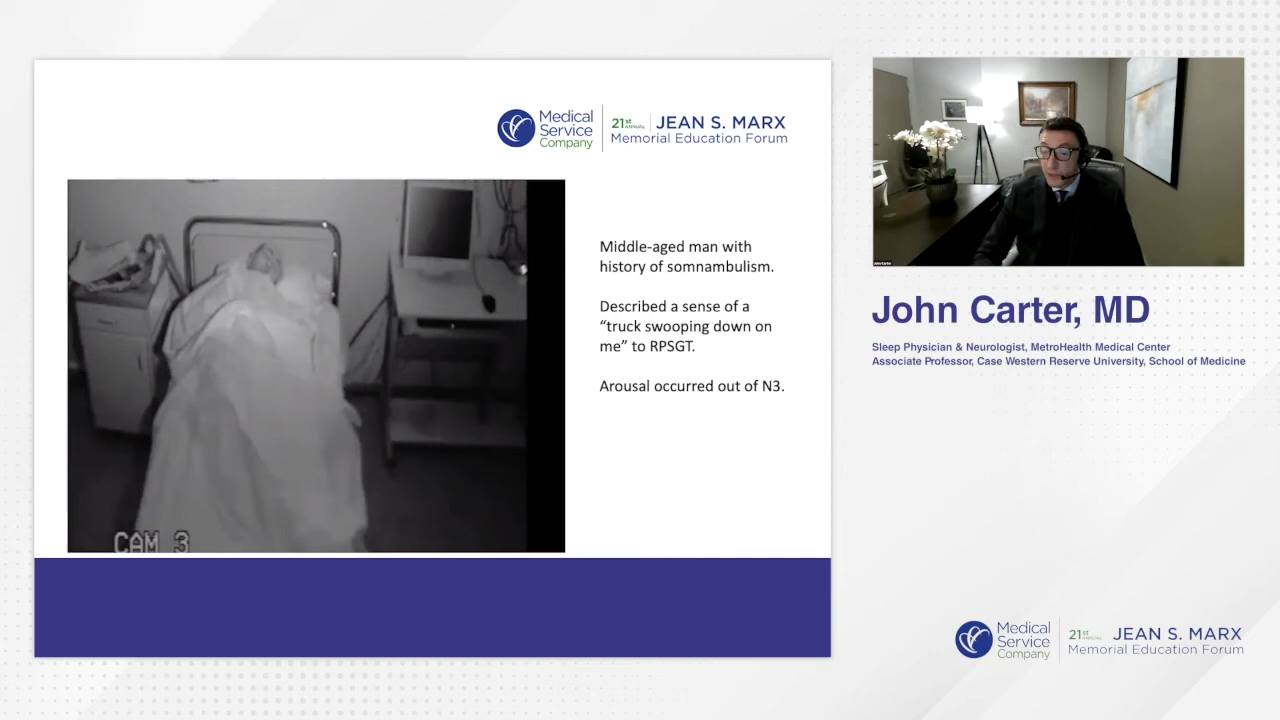 Medical
Service
Company
21st ANNUAL JEAN S. MARX
Memorial Education Forum
Middle-aged man with
history of somnambulism.
Described a sense of a
“truck swooping down on
me” to RPSGT.
Arousal occurred out of N3.
CAM 3
John Carter, MD
Sleep Physician & Neurologist, MetroHealth Medical Center
Associate Professor, Case Western Reserve University, School of Medicine
Medical
Service
Company
21st ANNUAL JEAN S. MARX
Memorial Education Forum